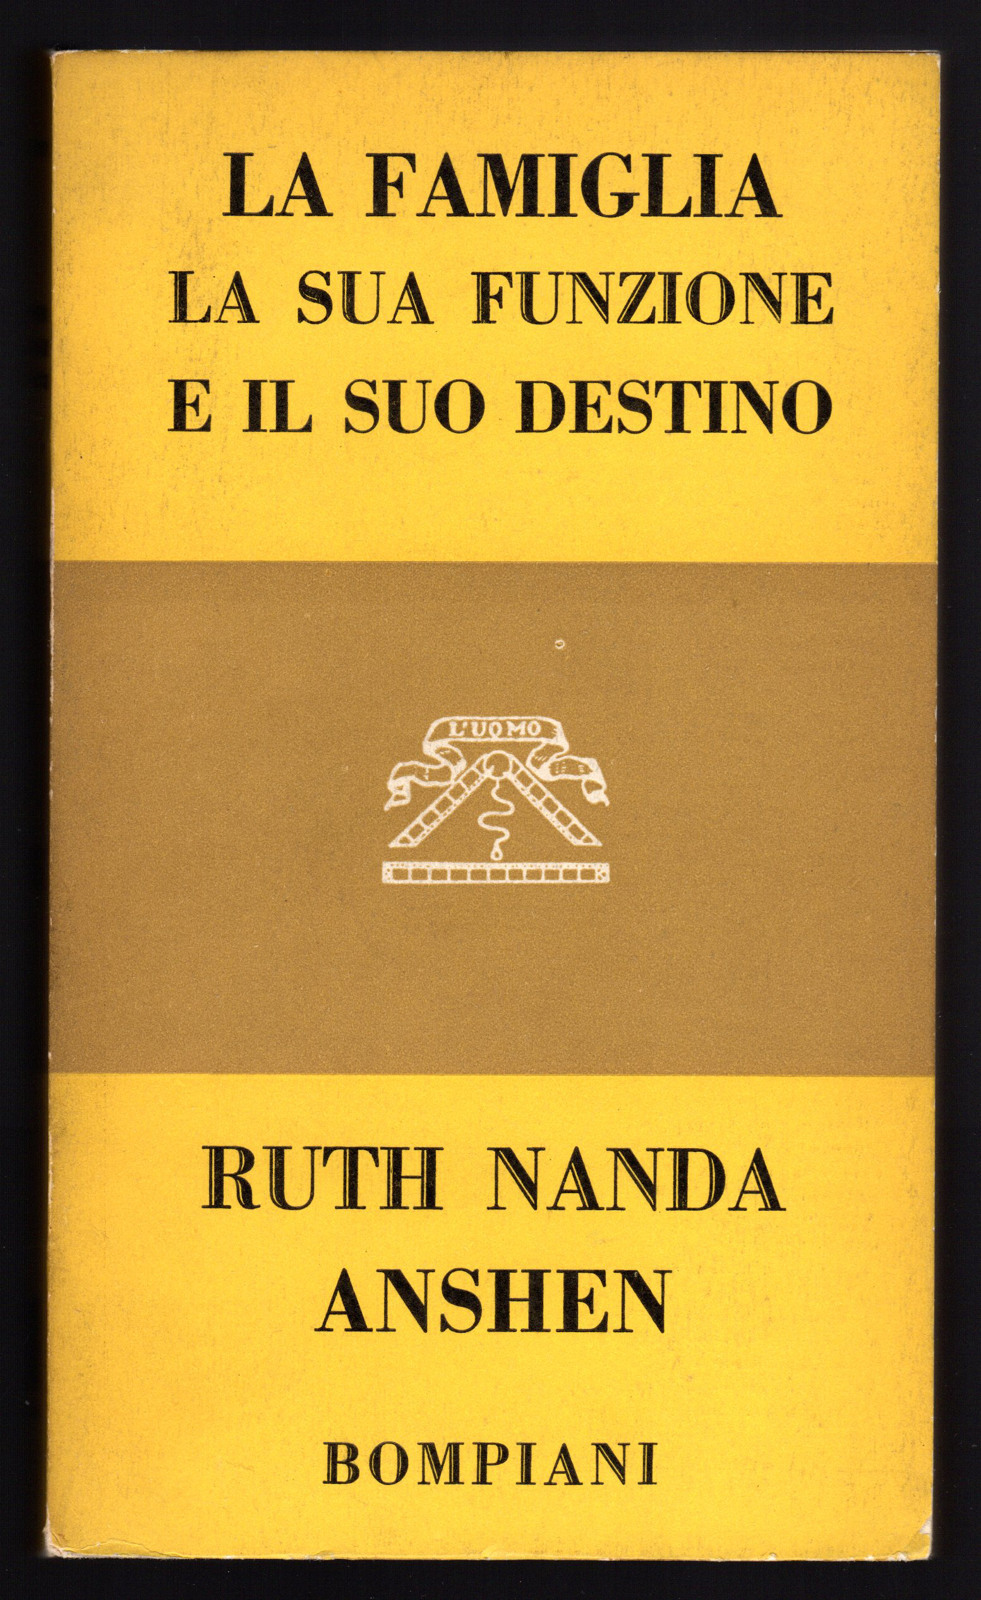 LA FAMIGLIA
LA SUA FUNZIONE
E IL SUO DESTINO
L'UOMO
RUTH NANDA
ANSHEN
BOMPIANI